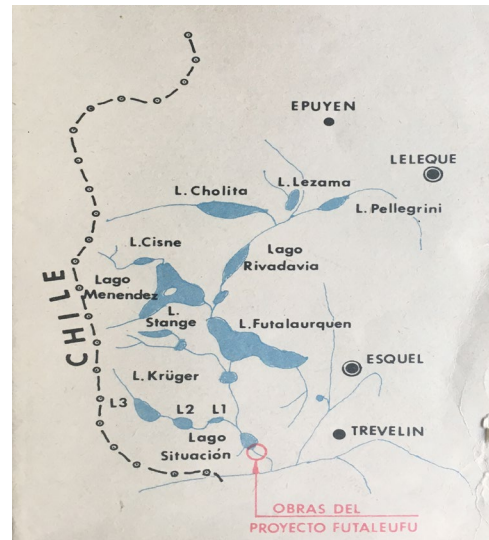 EPUYEN
LELEQUE
L. Cholita
L. Lezama
L. Pellegrini
L.Cisne
Lago
Rivadavia
Lago
Menendez
CHILE
L.
Stange
L.Futalaurquen
ESQUEL
L. Krüger
L3
L2
L1
TREVELIN
Lago
Situación
OBRAS DEL
PROYECTO FUTALEUFU